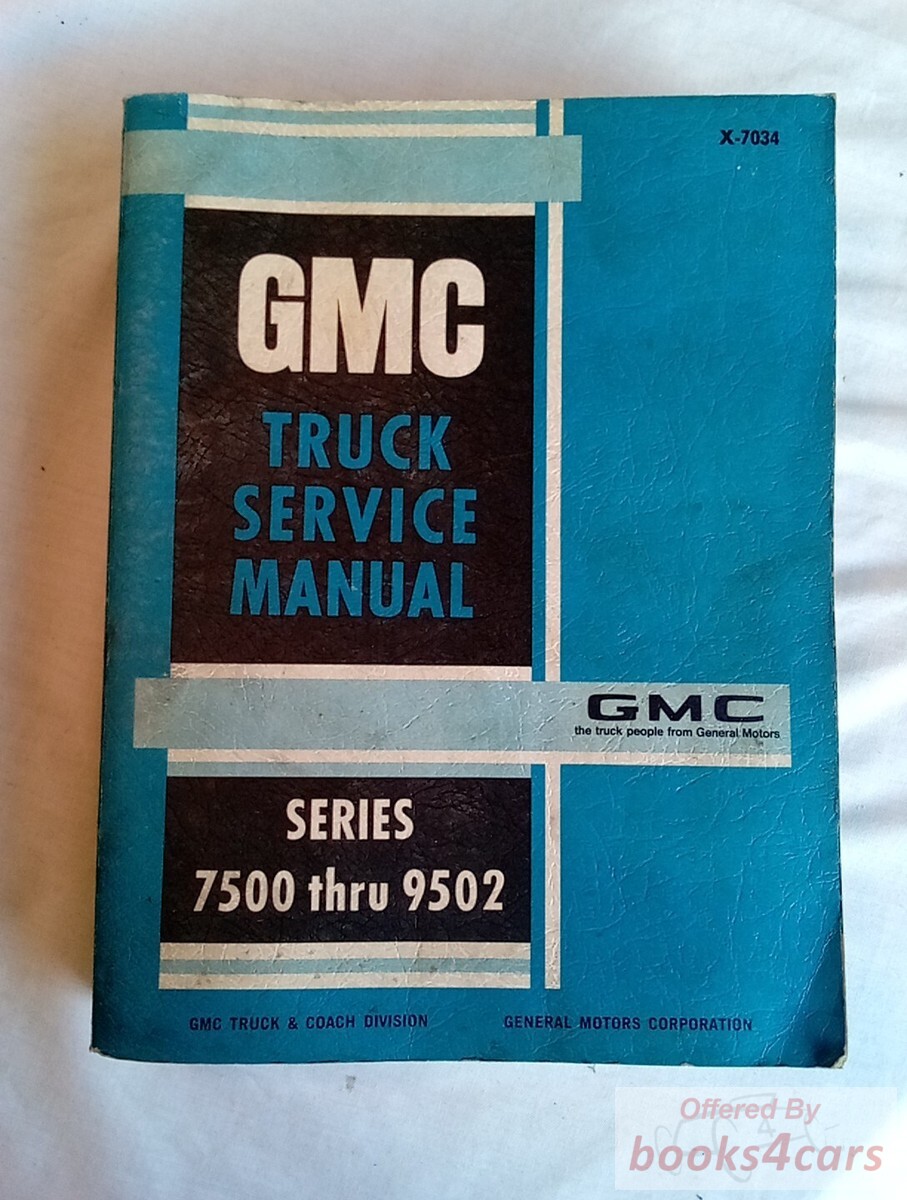 X-7034
GMC
TRUCK
SERVICE
MANUAL
GMC
the truck people from General Motors
SERIES
7500 thru 9502
GMC TRUCK & COACH DIVISION GENERAL MOTORS CORPORATION
Offered By
books4cars